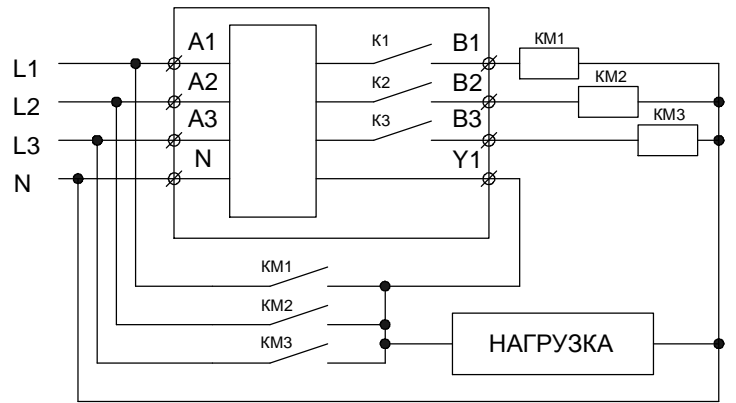 A1 K1 B1 KM1
L1
A2 K2 B2 KM2
L2
A3 K3 B3 KM3
L3
N Y1
N
KM1
KM2
KM3
НАГРУЗКА